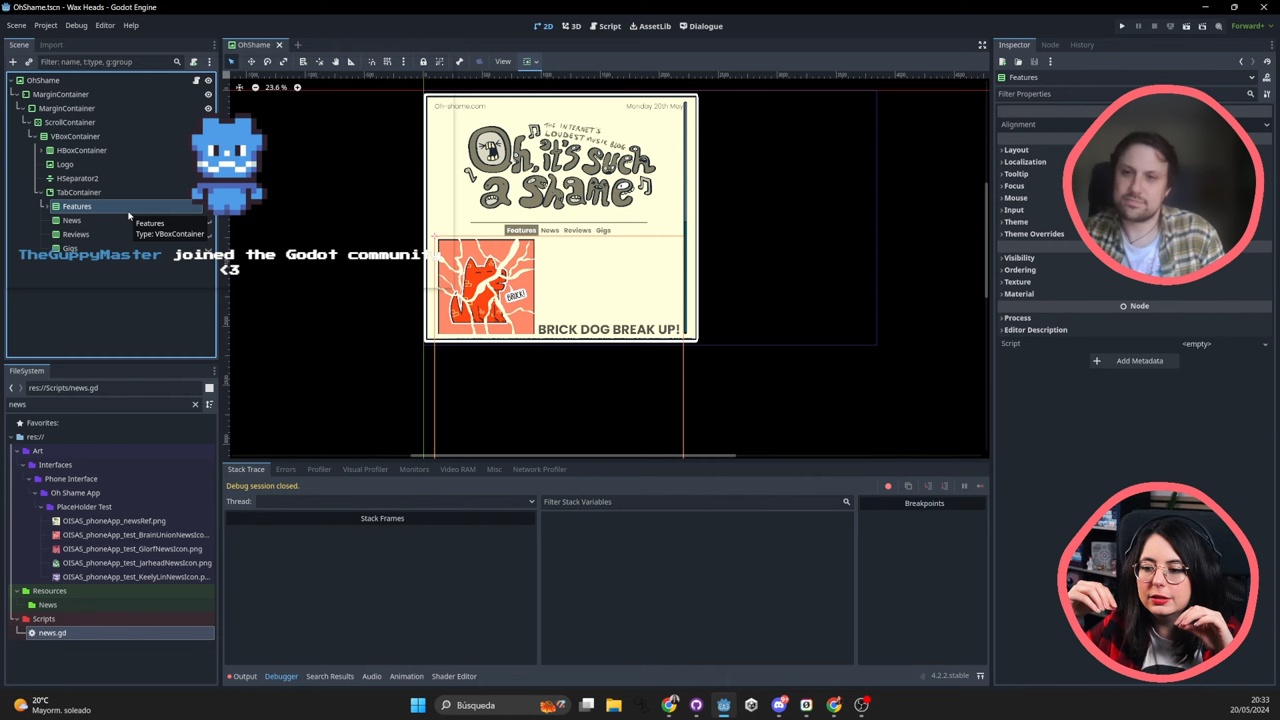 OhShame.tscn - Wax Heads - Godot Engine
Scene Project Debug Editor Help
2D 3D Script AssetLib Dialogue
Forward+
Scene Import
OhShame
Inspector Node History
Filter: name, t:type, g:group
View
Features
OhShame
23.6 %
Filter Properties
MarginContainer
MarginContainer
ScrollContainer
VBoxContainer
HBoxContainer
Logo
HSeparator2
TabContainer
Features
News
Reviews
Gigs
Features
Type: VBoxContainer
TheGuppyMaster joined the Godot community
<3
Oh-shame.com Monday 20th May
THE INTERNET'S
LOUDEST MUSIC BLOG
Oh, it's such
a shame
Features News Reviews Gigs
BRICK!
BRICK DOG BREAK UP!
Alignment
Layout
Localization
Tooltip
Focus
Mouse
Input
Theme
Theme Overrides
Visibility
Ordering
Texture
Material
Node
Process
Editor Description
Script <empty>
Add Metadata
FileSystem
res://Scripts/news.gd
news
Favorites:
res://
Art
Interfaces
Phone Interface
Oh Shame App
PlaceHolder Test
OISAS_phoneApp_newsRef.png
OISAS_phoneApp_test_BrainUnionNewsIco...
OISAS_phoneApp_test_GlorfNewsIcon.png
OISAS_phoneApp_test_JarheadNewsIcon.png
OISAS_phoneApp_test_KeelyLinNewsIcon.p...
Resources
News
Scripts
news.gd
Stack Trace Errors Profiler Visual Profiler Monitors Video RAM Misc Network Profiler
Debug session closed.
Thread:
Filter Stack Variables
Breakpoints
Stack Frames
Output Debugger Search Results Audio Animation Shader Editor
4.2.2.stable
20°C
Mayorm. soleado
Búsqueda
20:33
20/05/2024